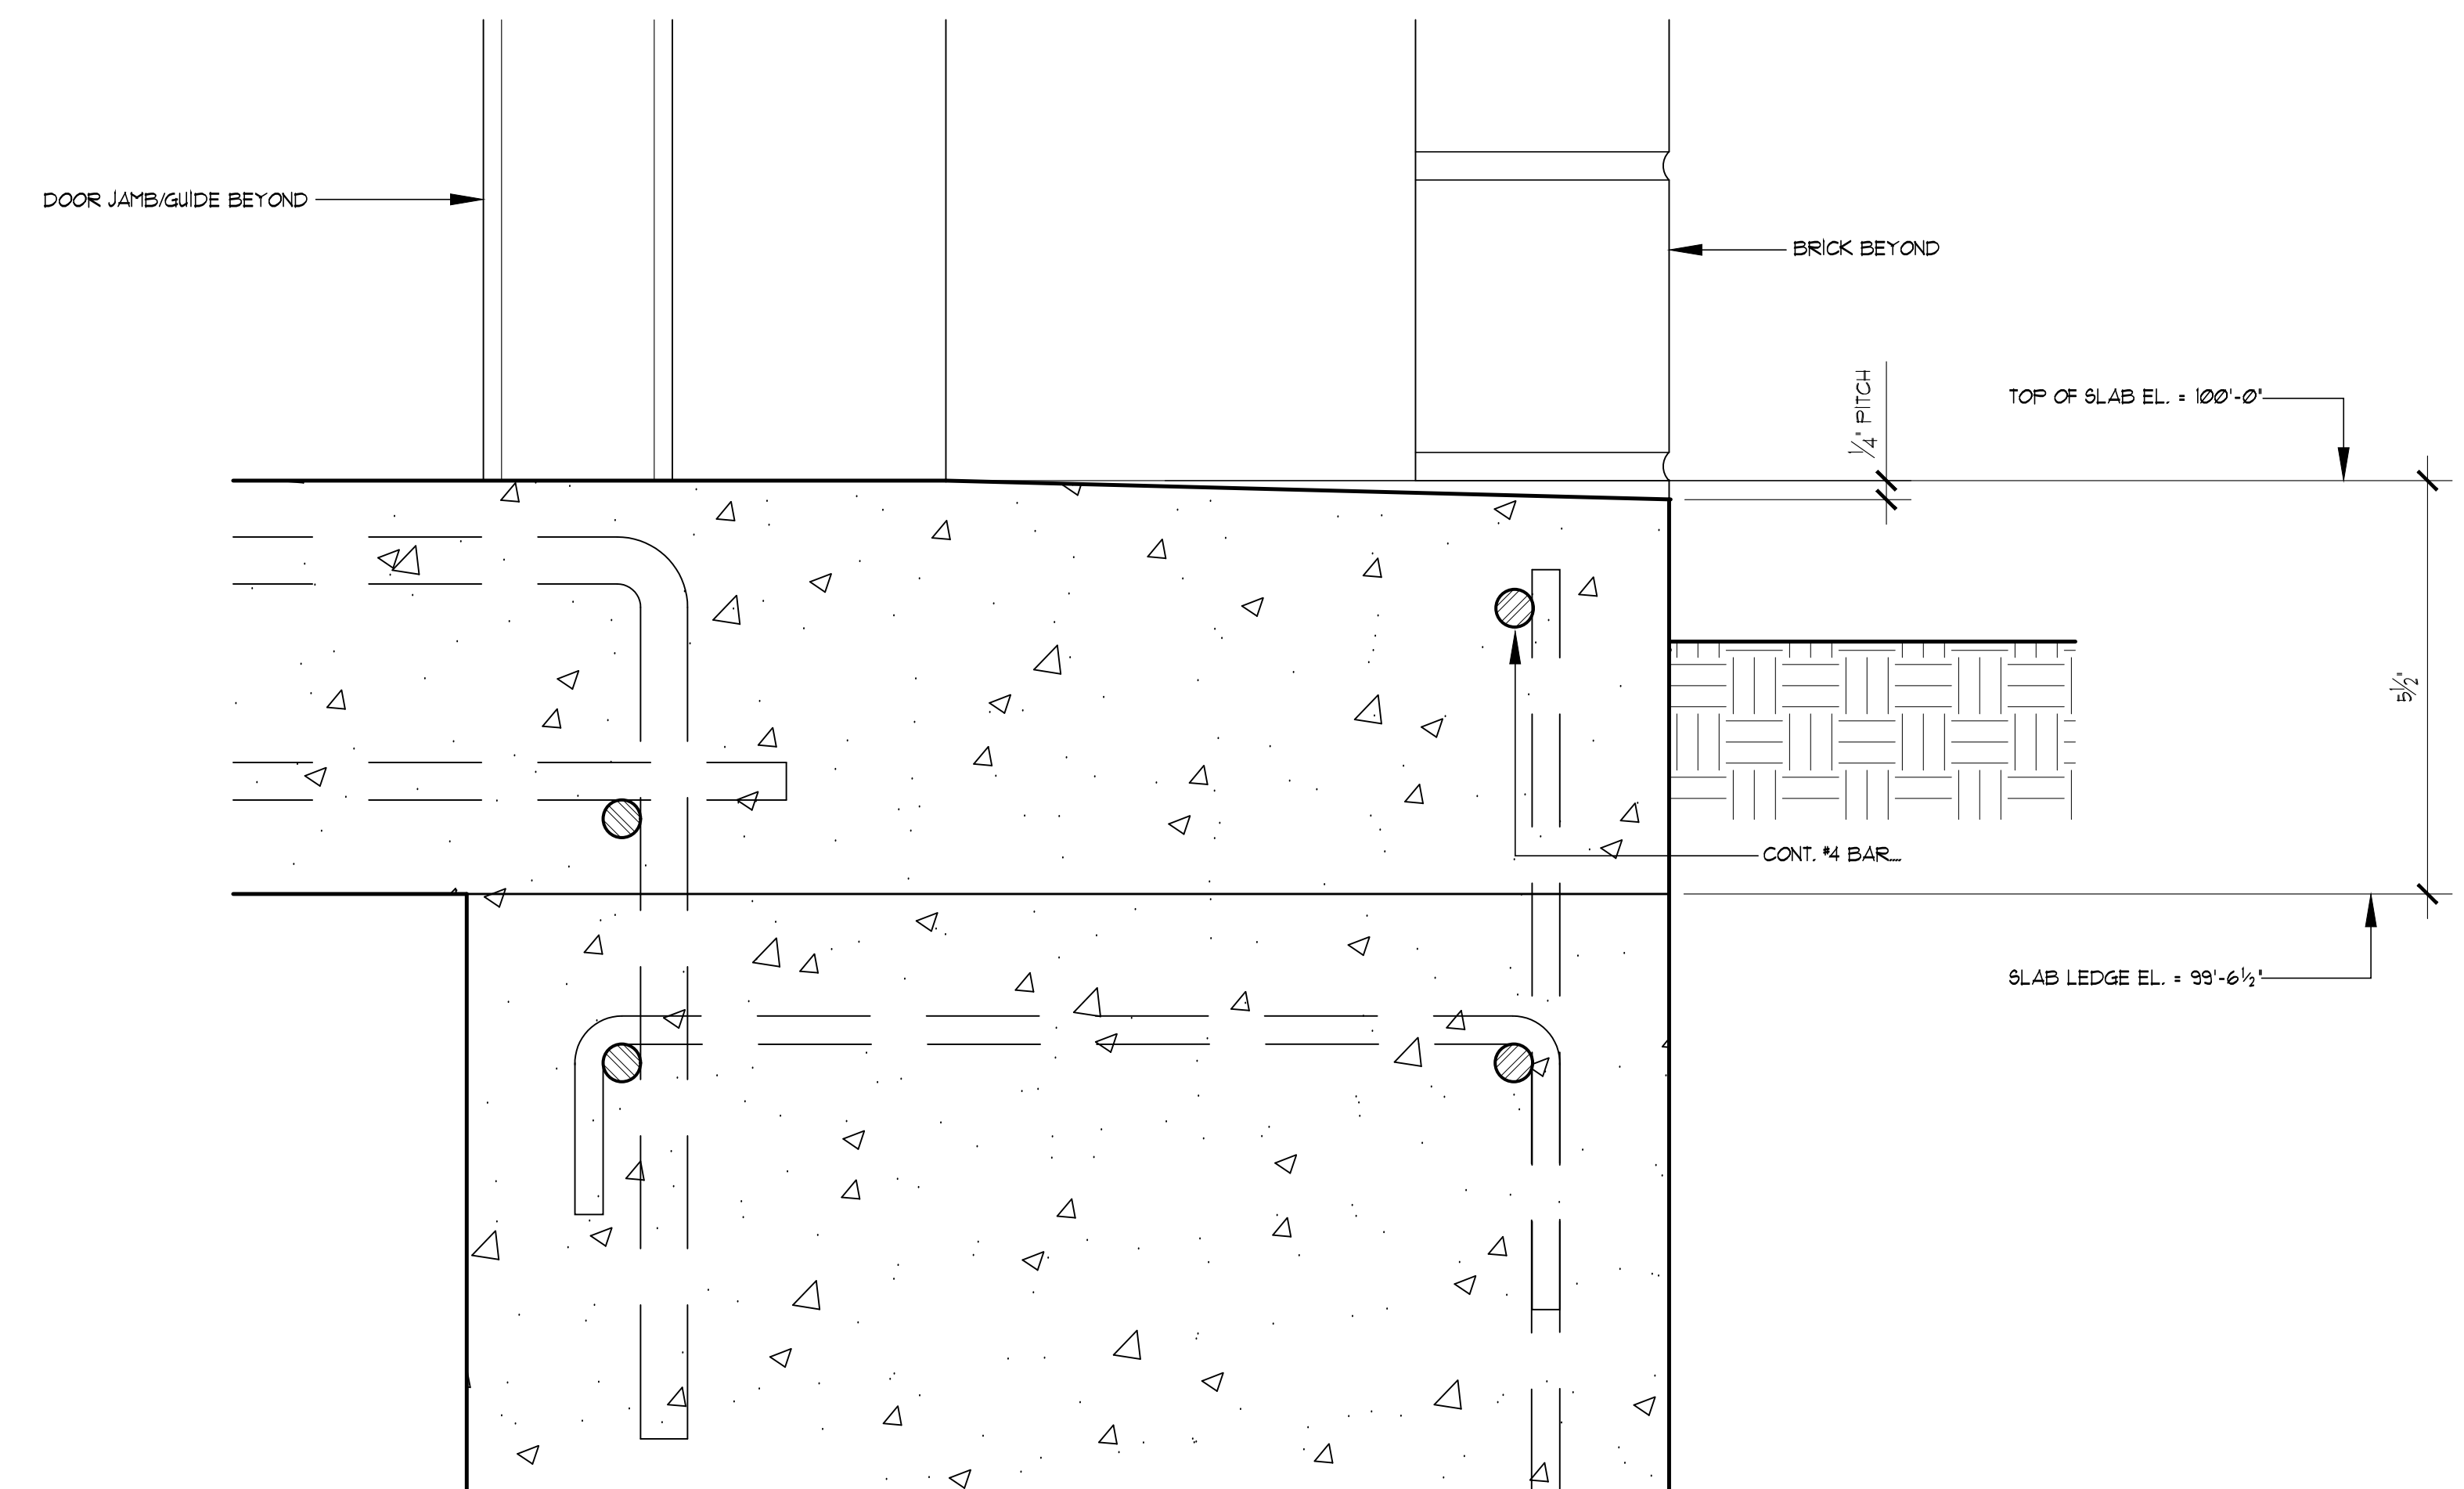 DOOR JAMB/GUIDE BEYOND
BRICK BEYOND
1/4" PITCH
TOP OF SLAB EL. = 100'-0"
5 1/2"
CONT. #4 BAR....
SLAB LEDGE EL. = 99'-6 1/2"